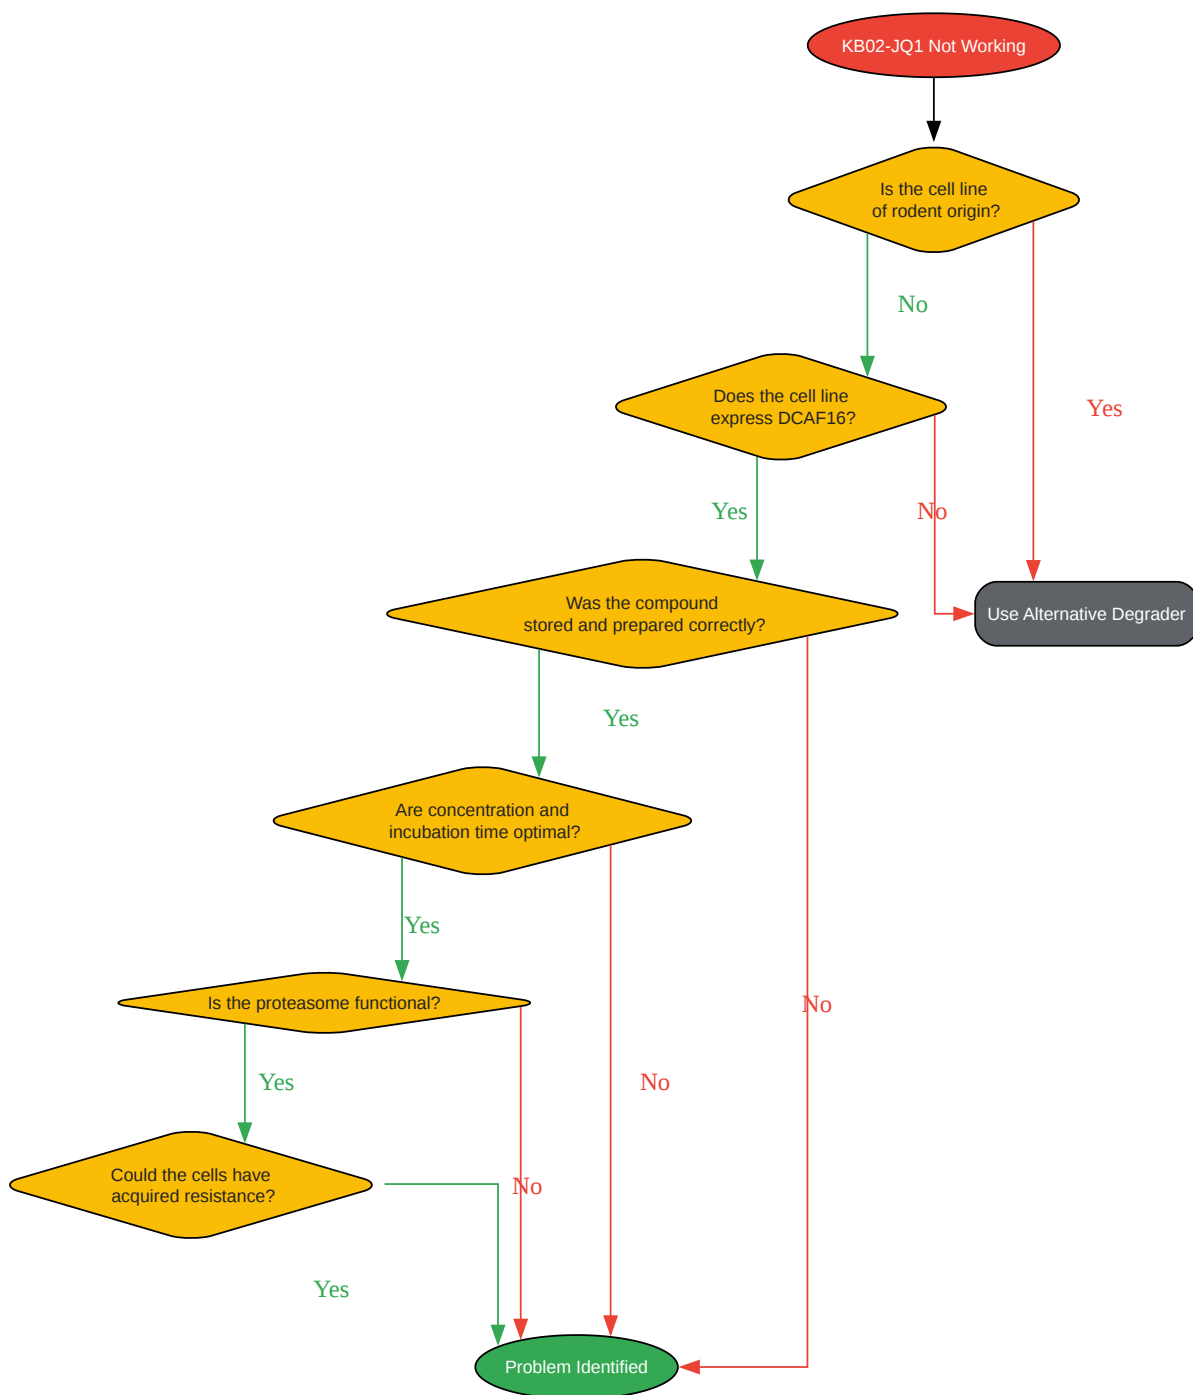 KB02-JQ1 Not Working
Is the cell line
of rodent origin?
No
Does the cell line
express DCAF16?
Yes
Yes
No
Was the compound
stored and prepared correctly?
Use Alternative Degrader
Yes
Are concentration and
incubation time optimal?
Yes
Is the proteasome functional?
No
Yes
No
Could the cells have
acquired resistance?
No
Yes
Problem Identified